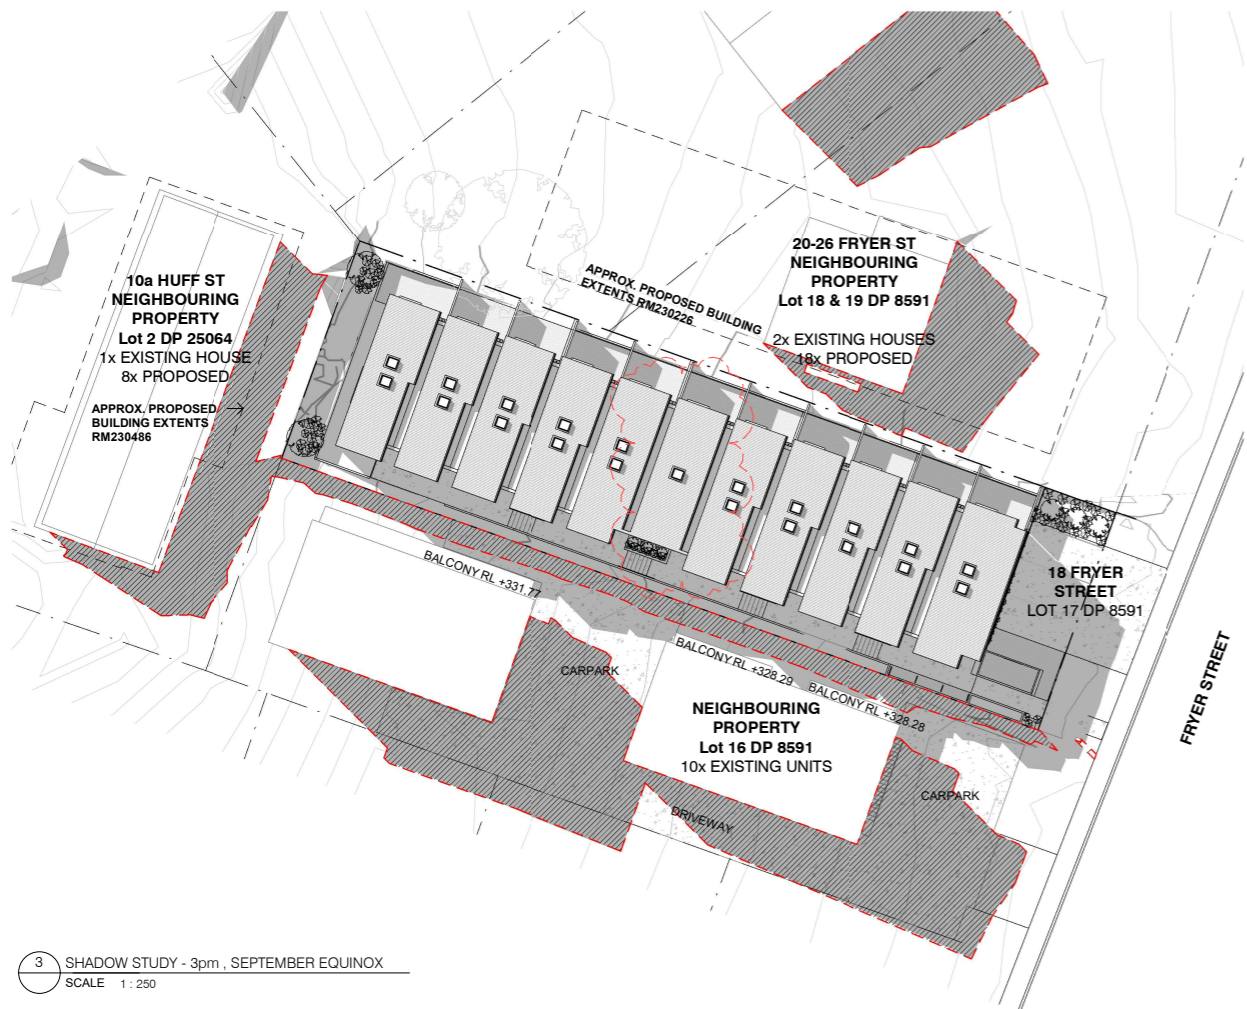 20-26 FRYER ST
NEIGHBOURING
PROPERTY
Lot 18 & 19 DP 8591
2x EXISTING HOUSES
18x PROPOSED
APPROX. PROPOSED BUILDING
EXTENTS RM230226
10a HUFF ST
NEIGHBOURING
PROPERTY
Lot 2 DP 25064
1x EXISTING HOUSE
8x PROPOSED
APPROX. PROPOSED
BUILDING EXTENTS
RM230486
BALCONY RL +331.77
18 FRYER
STREET
LOT 17 DP 8591
CARPARK
BALCONY RL +328.29
BALCONY RL +328.28
FRYER STREET
NEIGHBOURING
PROPERTY
Lot 16 DP 8591
10x EXISTING UNITS
CARPARK
DRIVEWAY
3
SHADOW STUDY - 3pm , SEPTEMBER EQUINOX
SCALE 1 : 250